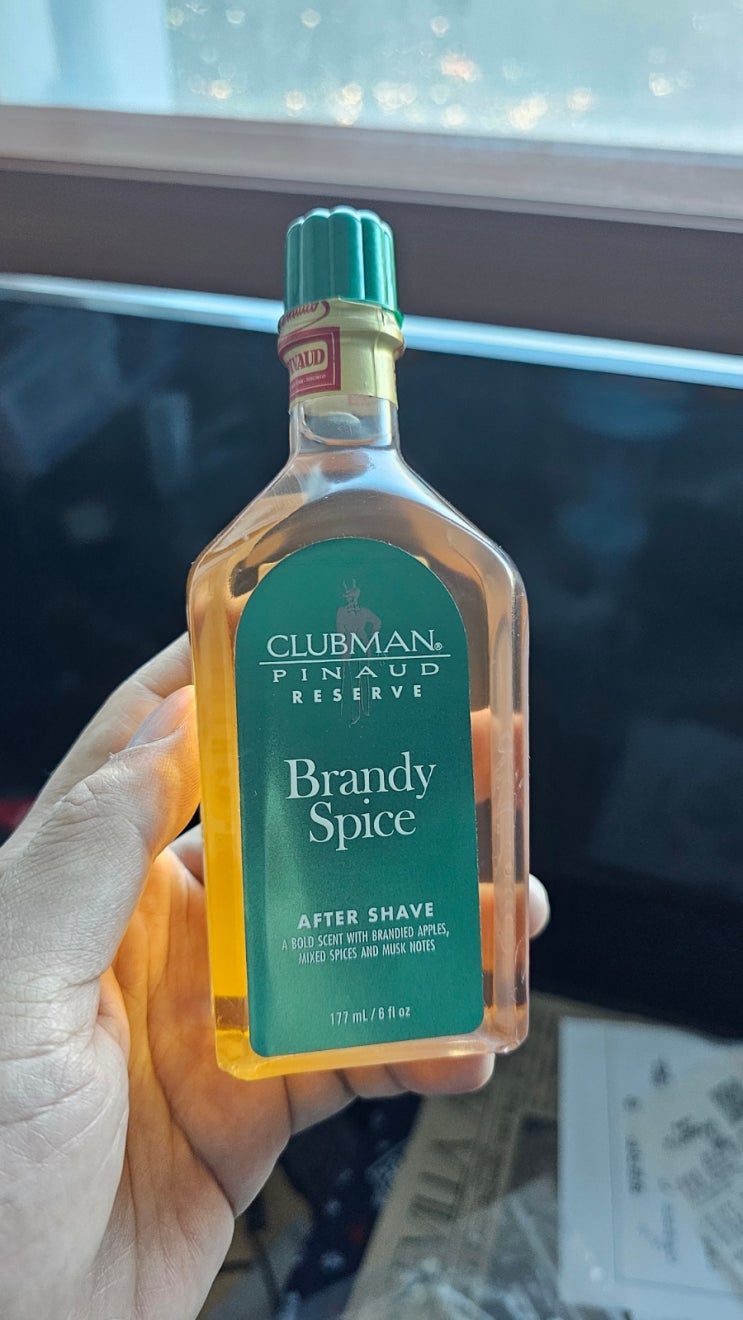 NAUD
CLUBMAN®
PINAUD
RESERVE
Brandy
Spice
AFTER SHAVE
A BOLD SCENT WITH BRANDIED APPLES,
MIXED SPICES AND MUSK NOTES
177 mL / 6 fl oz